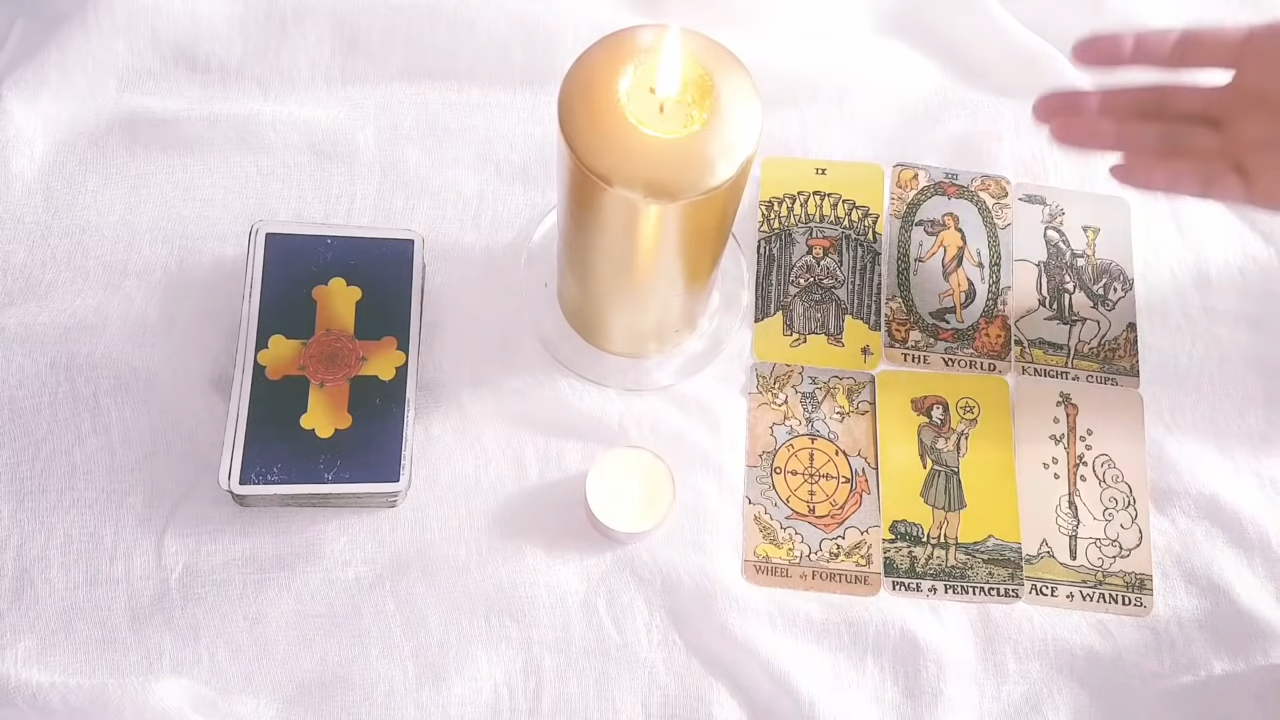 IX
XXI
THE WORLD.
KNIGHT of CUPS.
X
WHEEL of FORTUNE.
PAGE of PENTACLES.
ACE of WANDS.